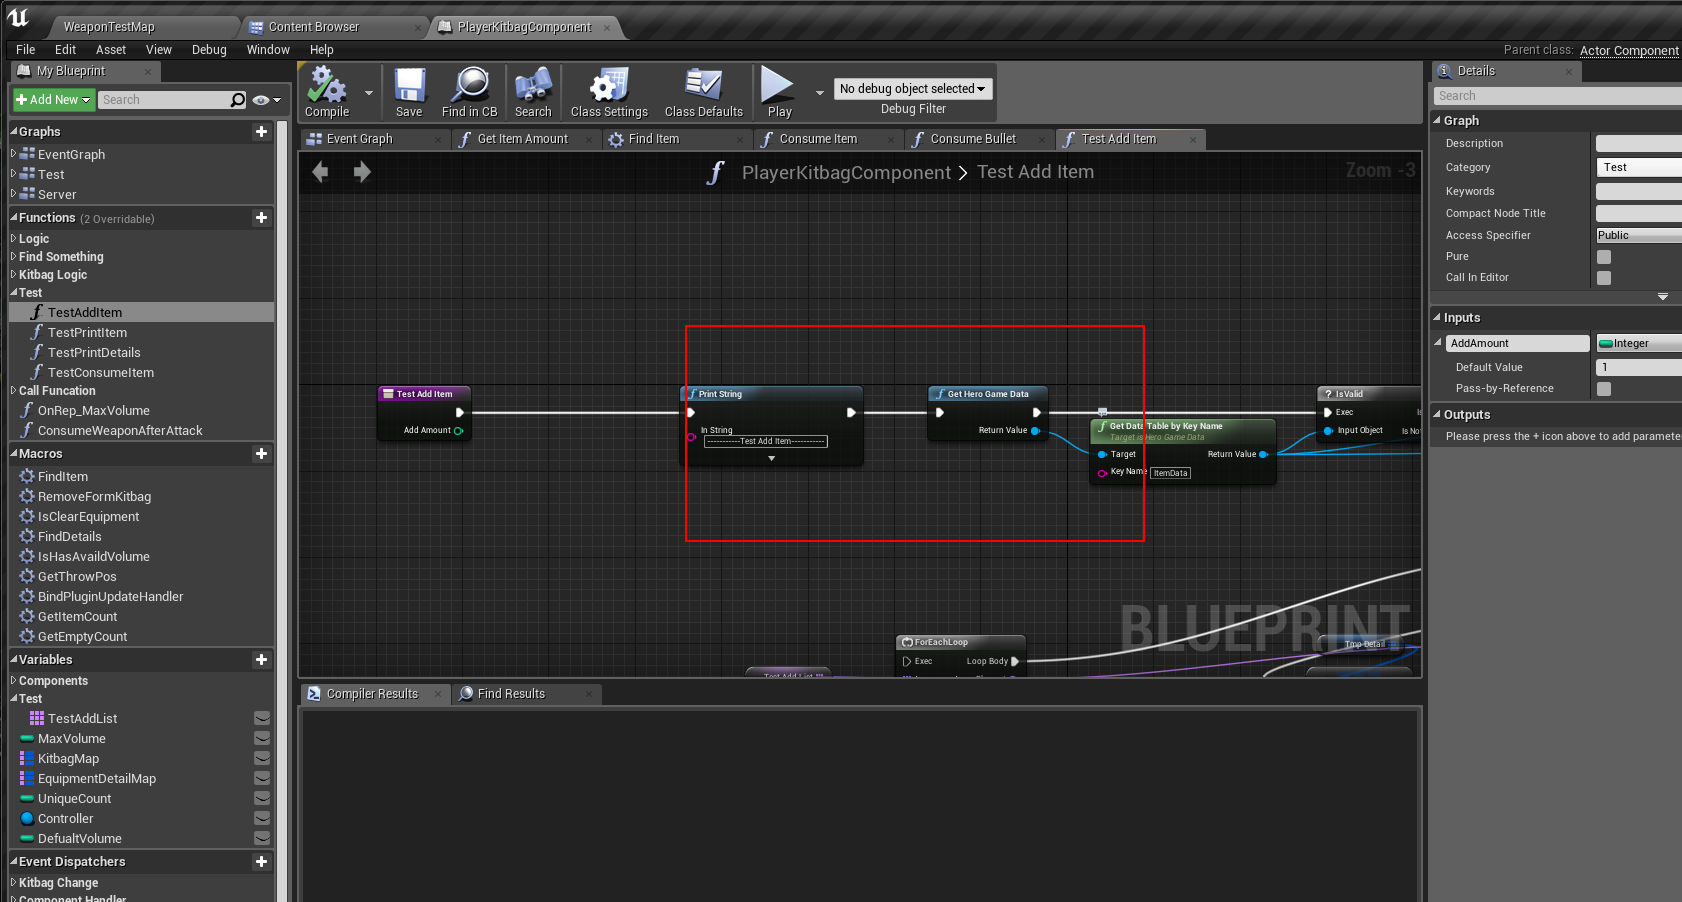 WeaponTestMap
Content Browser
PlayerKitbagComponent
File Edit Asset View Debug Window Help
Parent class: Actor Component
My Blueprint
Add New
Search
Compile
Save
Find in CB
Search
Class Settings
Class Defaults
Play
No debug object selected
Debug Filter
Details
Search
Event Graph
Get Item Amount
Find Item
Consume Item
Consume Bullet
Test Add Item
PlayerKitbagComponent > Test Add Item
Zoom -3
Graphs
EventGraph
Test
Server
Functions (2 Overridable)
Logic
Find Something
Kitbag Logic
Test
TestAddItem
TestPrintItem
TestPrintDetails
TestConsumeItem
Call Funcation
OnRep_MaxVolume
ConsumeWeaponAfterAttack
Macros
FindItem
RemoveFormKitbag
IsClearEquipment
FindDetails
IsHasAvaildVolume
GetThrowPos
BindPluginUpdateHandler
GetItemCount
GetEmptyCount
Variables
Components
Test
TestAddList
MaxVolume
KitbagMap
EquipmentDetailMap
UniqueCount
Controller
DefualtVolume
Event Dispatchers
Kitbag Change
Component Handler
Test Add Item
Add Amount
Print String
In String
------------Test Add Item------------
Get Hero Game Data
Return Value
Get Data Table by Key Name
Target is Hero Game Data
Target
Return Value
Key Name ItemData
IsValid
Exec
Input Object
Is Not
BLUEPRINT
ForEachLoop
Exec
Loop Body
Test Add List
Tmp Detail
Compiler Results
Find Results
Graph
Description
Category Test
Keywords
Compact Node Title
Access Specifier Public
Pure
Call In Editor
Inputs
AddAmount Integer
Default Value 1
Pass-by-Reference
Outputs
Please press the + icon above to add parameter